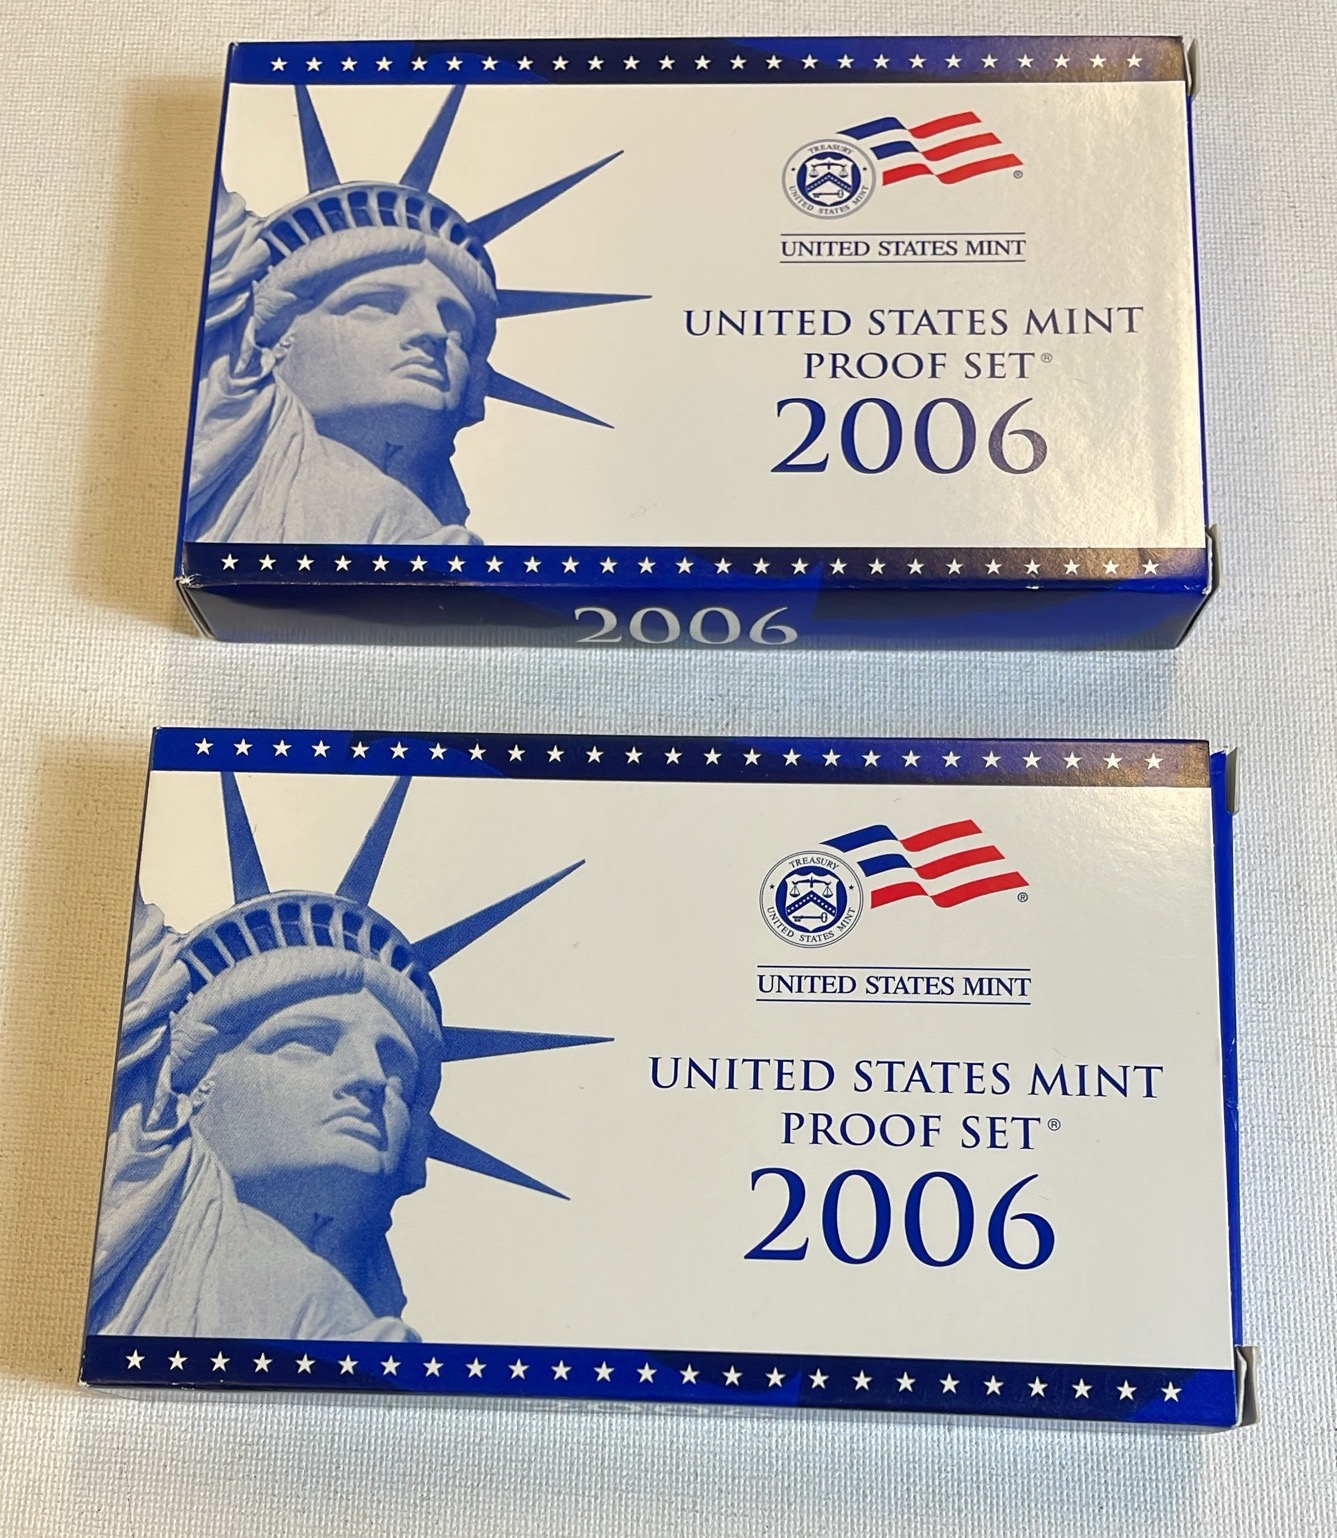 TREASURY
UNITED STATES MINT
®
UNITED STATES MINT
UNITED STATES MINT
PROOF SET®
2006
2006
TREASURY
UNITED STATES MINT
®
UNITED STATES MINT
UNITED STATES MINT
PROOF SET®
2006